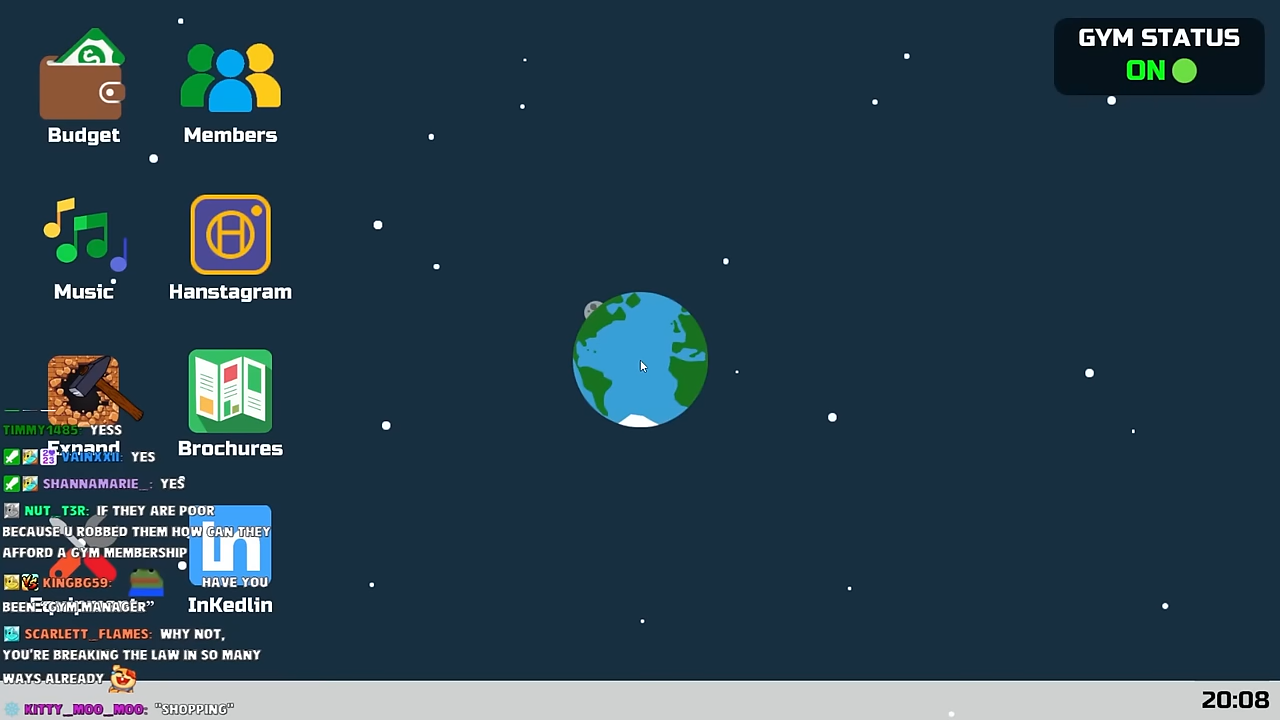 GYM STATUS
ON
Budget
Members
Music
Hanstagram
Expand
Brochures
InKedlin
TIMMY1485: YESS
VAINXXII: YES
SHANNAMARIE_: YES
NUT_T3R: IF THEY ARE POOR
BECAUSE U ROBBED THEM HOW CAN THEY
AFFORD A GYM MEMBERSHIP
KINGBG59: HAVE YOU
BEEN "GYM MANAGER"
SCARLETT_FLAMES: WHY NOT,
YOU'RE BREAKING THE LAW IN SO MANY
WAYS ALREADY
KITTY_MOO_MOO: "SHOPPING"
20:08